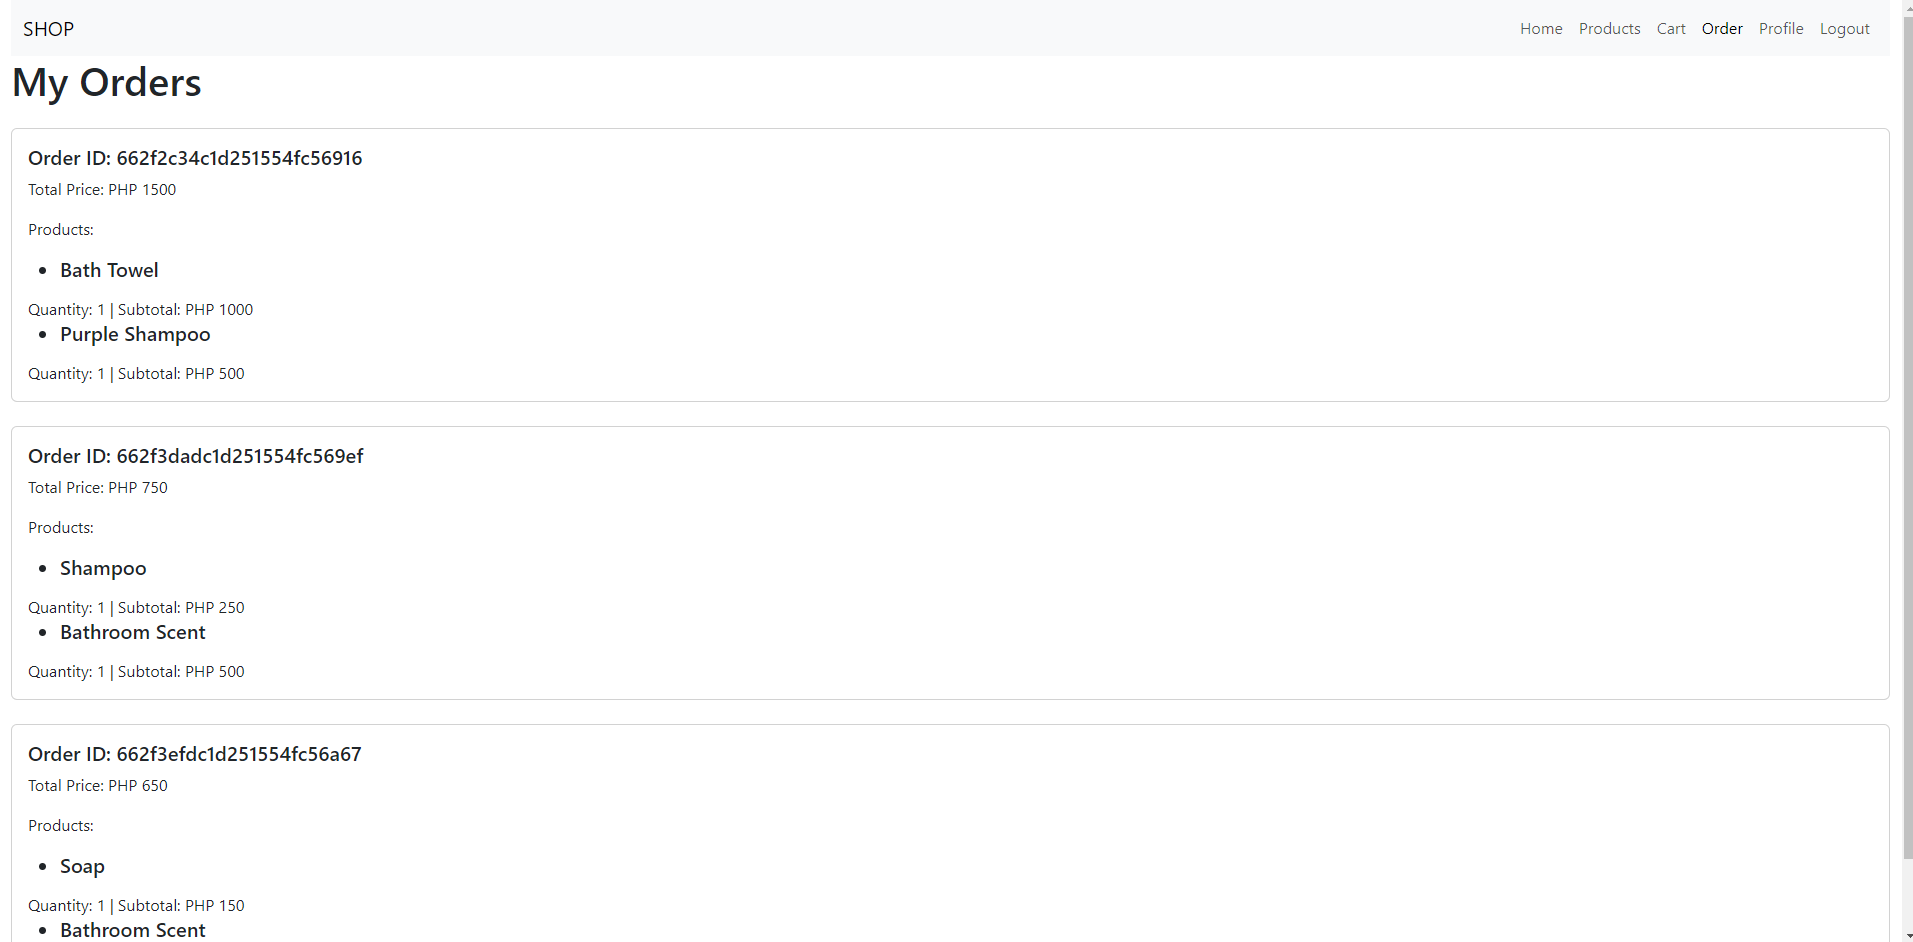 SHOP
Home Products Cart Order Profile Logout
My Orders
Order ID: 662f2c34c1d251554fc56916
Total Price: PHP 1500
Products:
Bath Towel
Quantity: 1 | Subtotal: PHP 1000
Purple Shampoo
Quantity: 1 | Subtotal: PHP 500
Order ID: 662f3dadc1d251554fc569ef
Total Price: PHP 750
Products:
Shampoo
Quantity: 1 | Subtotal: PHP 250
Bathroom Scent
Quantity: 1 | Subtotal: PHP 500
Order ID: 662f3efdc1d251554fc56a67
Total Price: PHP 650
Products:
Soap
Quantity: 1 | Subtotal: PHP 150
Bathroom Scent